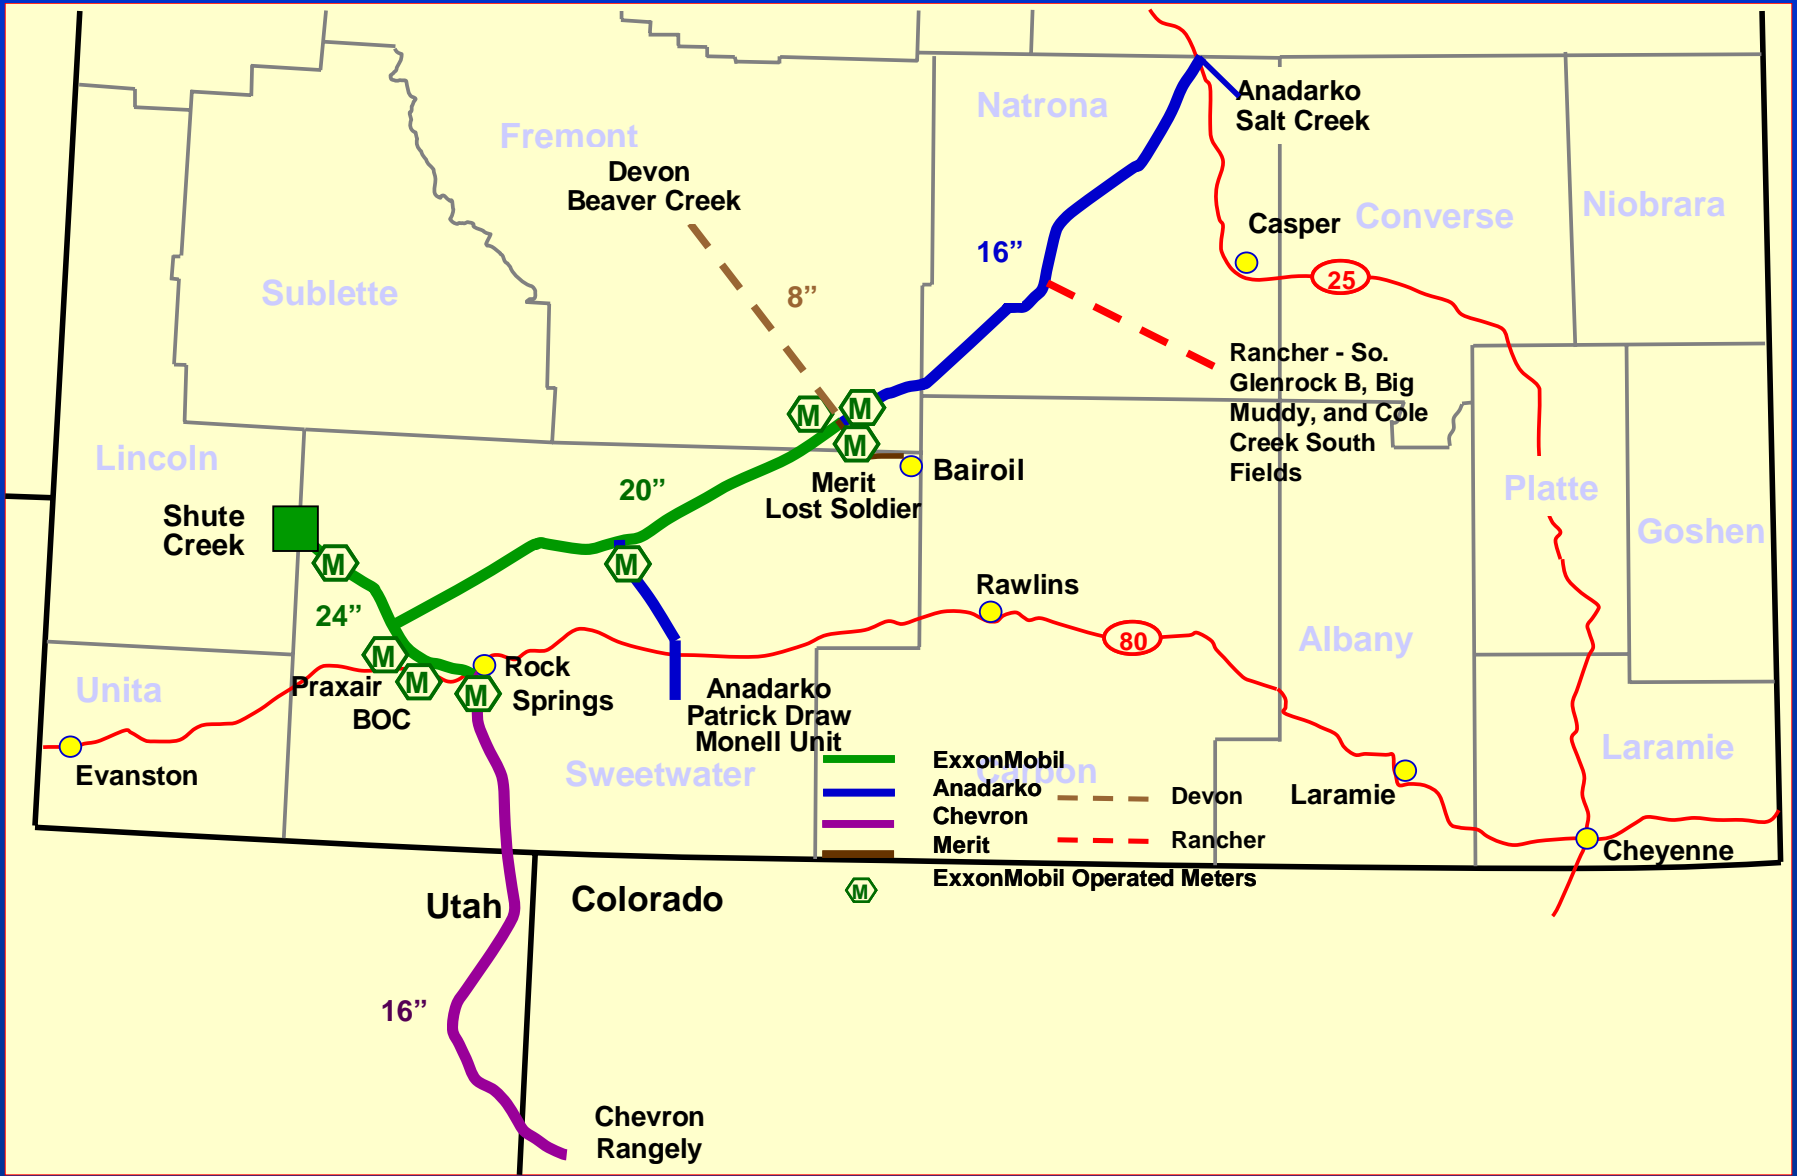 Anadarko
Salt Creek
Natrona
Fremont
Devon
Beaver Creek
Niobrara
Converse
Casper
16”
25
Sublette
8”
Rancher - So.
Glenrock B, Big
Muddy, and Cole
Creek South
Fields
M
M
M
Lincoln
Bairoil
20”
Merit
Lost Soldier
Platte
Shute
Creek
Goshen
M
M
Rawlins
24”
80
Albany
M
Rock
Springs
Praxair
M
M
BOC
Unita
Anadarko
Patrick Draw
Monell Unit
Laramie
Evanston
Sweetwater
Carbon
Laramie
ExxonMobil
Anadarko
Chevron
Merit
Devon
Rancher
M
ExxonMobil Operated Meters
Cheyenne
Utah
Colorado
16”
Chevron
Rangely